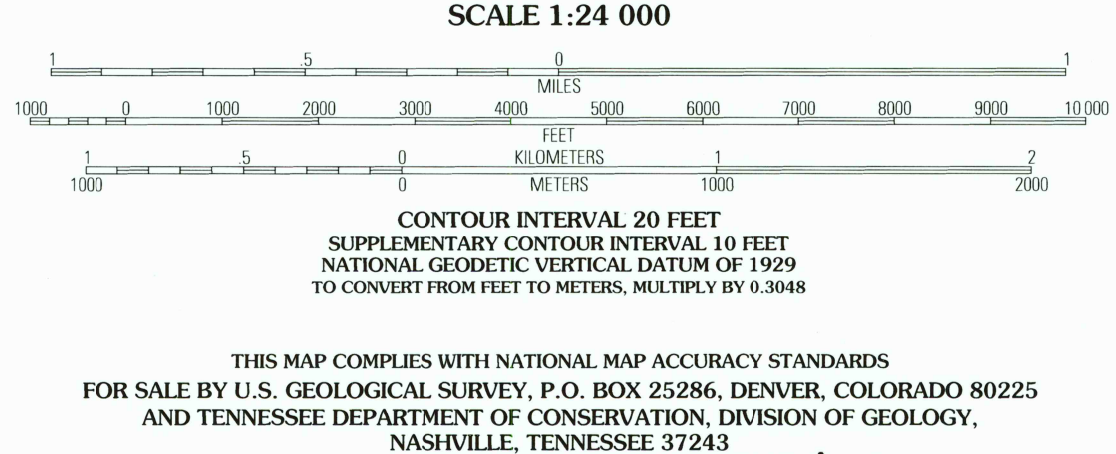 SCALE 1:24 000
1 .5 0 1
MILES
1000 0 1000 2000 3000 4000 5000 6000 7000 8000 9000 10 000
FEET
1 .5 0 KILOMETERS 1 2
1000 0 METERS 1000 2000
CONTOUR INTERVAL 20 FEET
SUPPLEMENTARY CONTOUR INTERVAL 10 FEET
NATIONAL GEODETIC VERTICAL DATUM OF 1929
TO CONVERT FROM FEET TO METERS, MULTIPLY BY 0.3048
THIS MAP COMPLIES WITH NATIONAL MAP ACCURACY STANDARDS
FOR SALE BY U.S. GEOLOGICAL SURVEY, P.O. BOX 25286, DENVER, COLORADO 80225
AND TENNESSEE DEPARTMENT OF CONSERVATION, DIVISION OF GEOLOGY,
NASHVILLE, TENNESSEE 37243